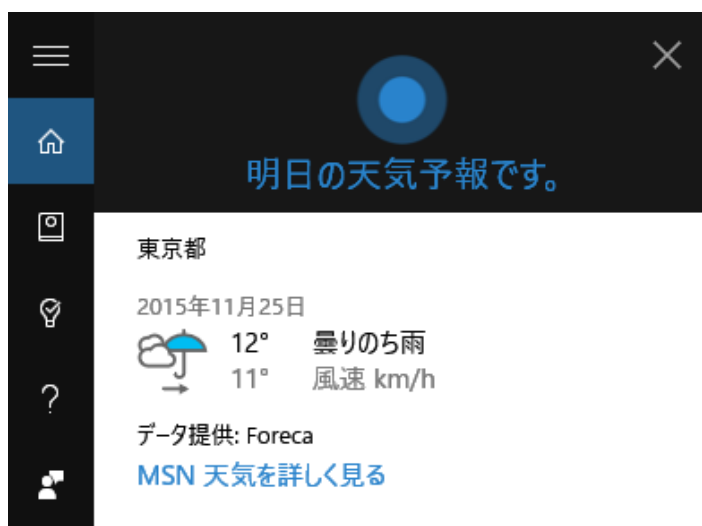 明日の天気予報です。
東京都
2015年11月25日
12° 曇りのち雨
11° 風速 km/h
データ提供: Foreca
MSN 天気を詳しく見る